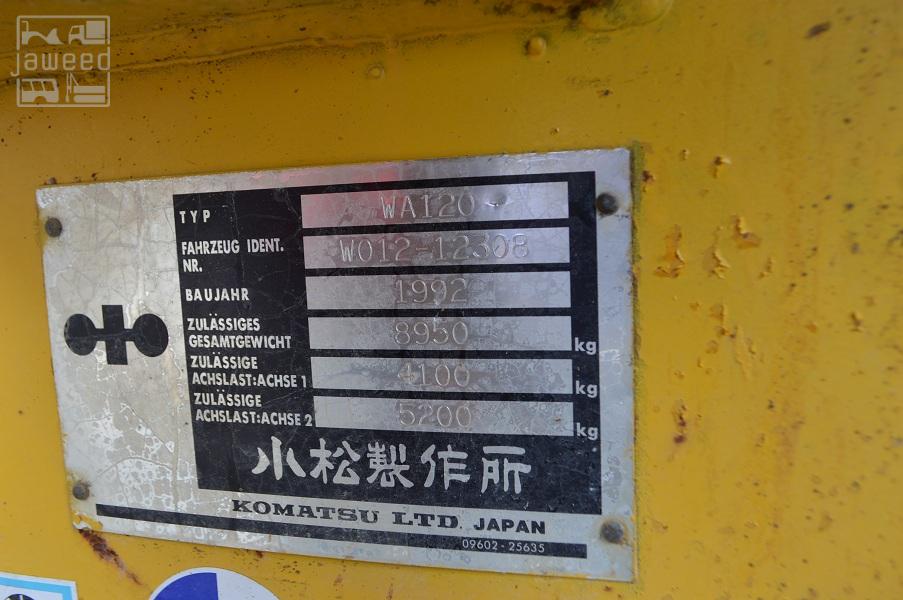 jaweed
TYP WA120
FAHRZEUG IDENT. NR. W012-12308
BAUJAHR 1992
ZULÄSSIGES GESAMTGEWICHT 8950 kg
ZULÄSSIGE ACHSLAST:ACHSE 1 4100 kg
ZULÄSSIGE ACHSLAST:ACHSE 2 5200 kg
小松製作所
KOMATSU LTD. JAPAN
09602-25635